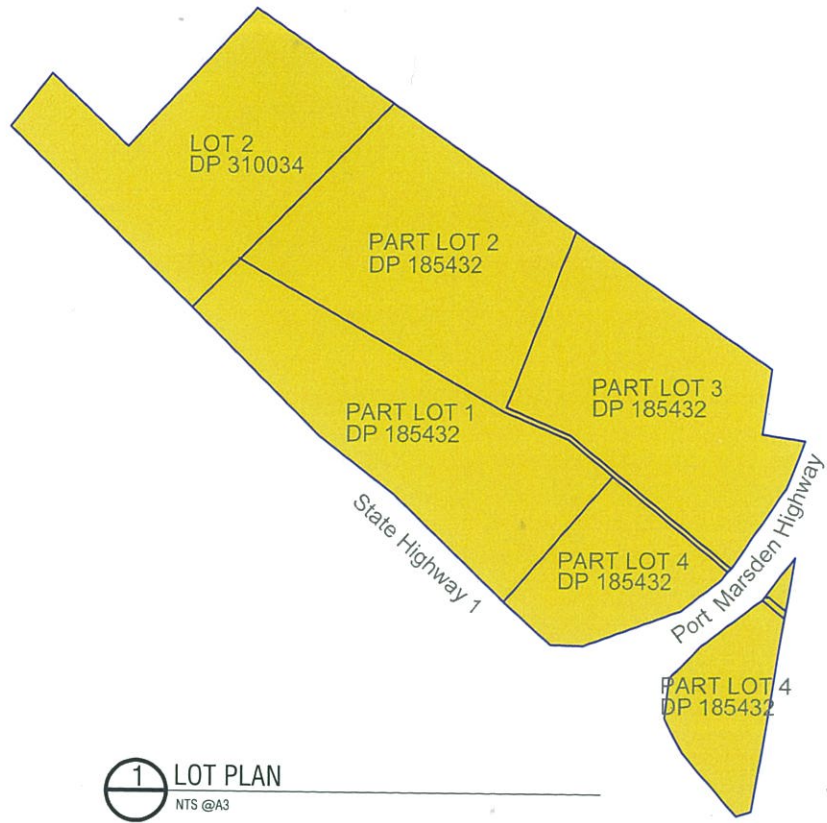 LOT 2
DP 310034
PART LOT 2
DP 185432
PART LOT 3
DP 185432
PART LOT 1
DP 185432
State Highway 1
PART LOT 4
DP 185432
Port Marsden Highway
PART LOT 4
DP 185432
1 LOT PLAN
NTS @A3